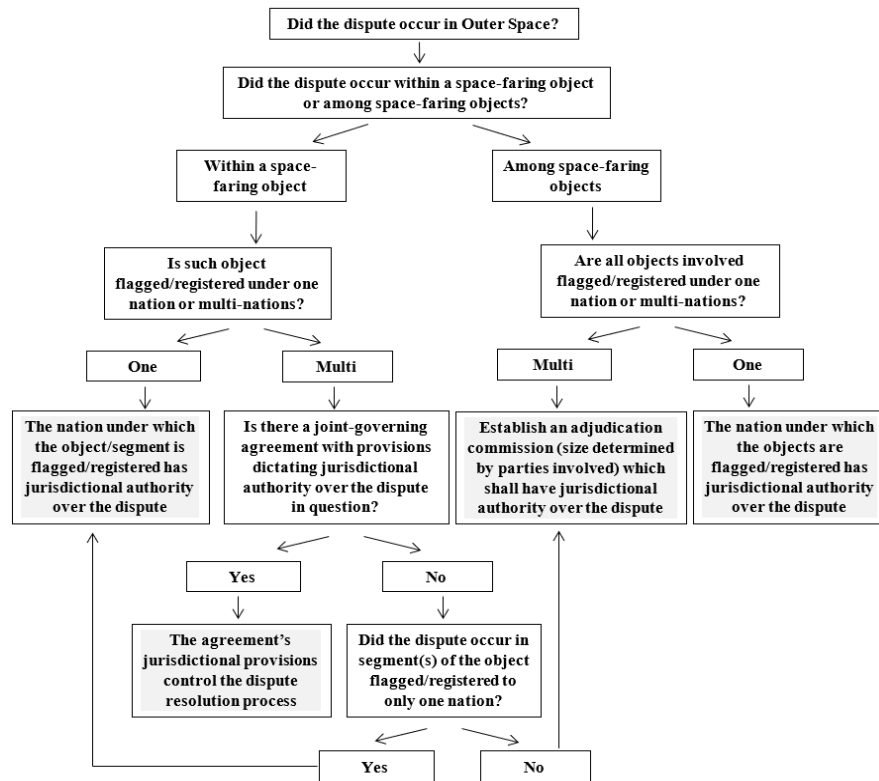 Did the dispute occur in Outer Space?
Did the dispute occur within a space-faring object
or among space-faring objects?
Within a space-
faring object
Among space-faring
objects
Is such object
flagged/registered under one
nation or multi-nations?
Are all objects involved
flagged/registered under one
nation or multi-nations?
One
Multi
Multi
One
The nation under which
the object/segment is
flagged/registered has
jurisdictional authority
over the dispute
Is there a joint-governing
agreement with provisions
dictating jurisdictional
authority over the dispute
in question?
Establish an adjudication
commission (size determined
by parties involved) which
shall have jurisdictional
authority over the dispute
The nation under which
the objects are
flagged/registered has
jurisdictional authority
over the dispute
Yes
No
The agreement’s
jurisdictional provisions
control the dispute
resolution process
Did the dispute occur in
segment(s) of the object
flagged/registered to
only one nation?
Yes
No